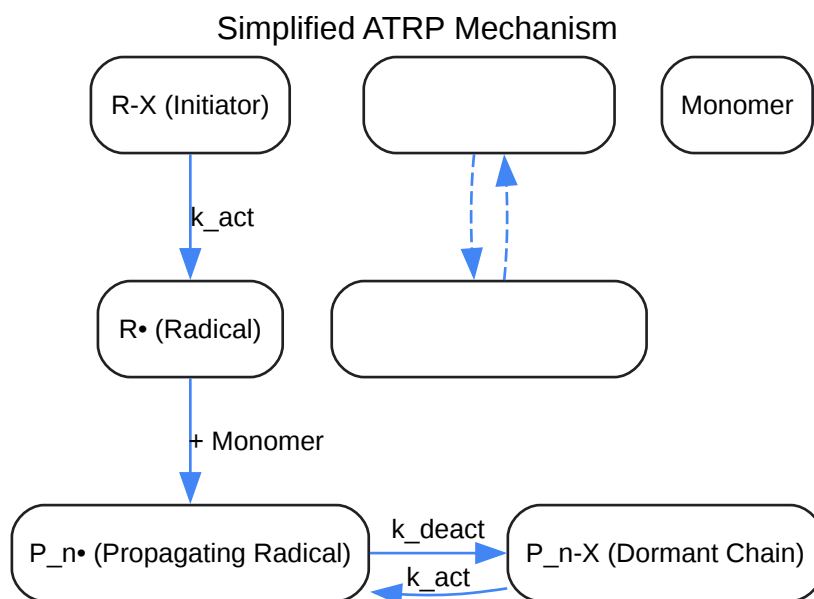 Simplified ATRP Mechanism
R-X (Initiator)
Monomer
k_act
R• (Radical)
+ Monomer
P_n• (Propagating Radical)
k_deact
k_act
P_n-X (Dormant Chain)